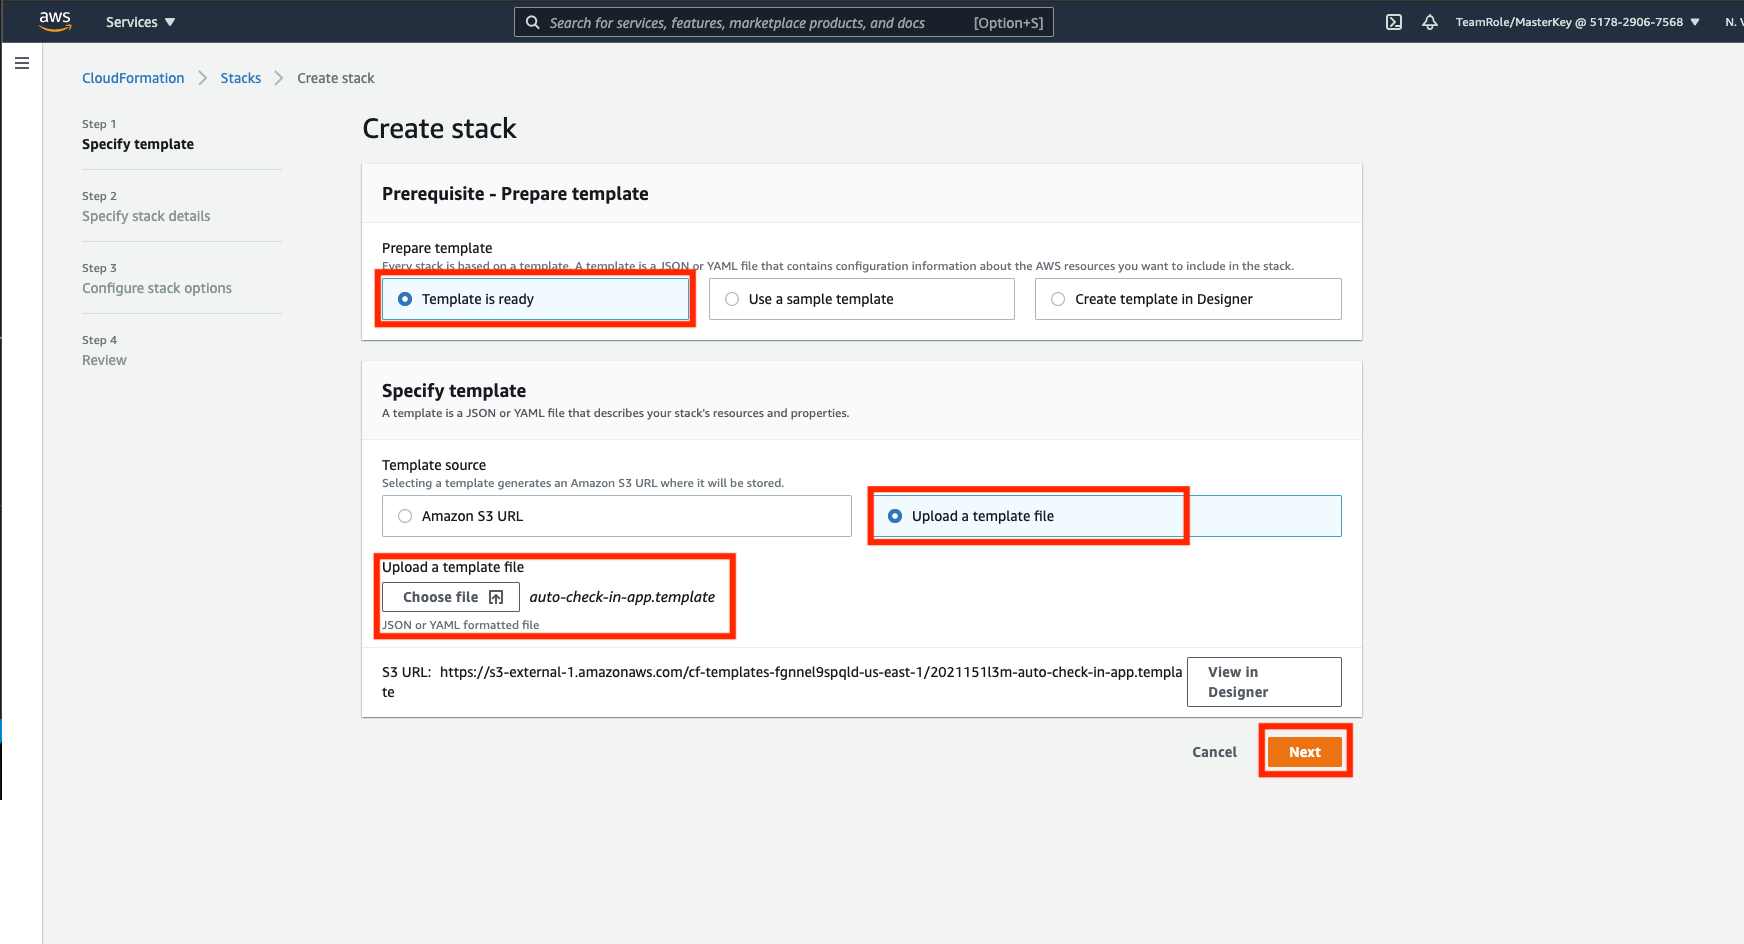 aws
Services
Search for services, features, marketplace products, and docs [Option+S]
TeamRole/MasterKey @ 5178-2906-7568
N.
CloudFormation
Stacks
Create stack
Step 1
Specify template
Step 2
Specify stack details
Step 3
Configure stack options
Step 4
Review
Create stack
Prerequisite - Prepare template
Prepare template
Every stack is based on a template. A template is a JSON or YAML file that contains configuration information about the AWS resources you want to include in the stack.
Template is ready
Use a sample template
Create template in Designer
Specify template
A template is a JSON or YAML file that describes your stack's resources and properties.
Template source
Selecting a template generates an Amazon S3 URL where it will be stored.
Amazon S3 URL
Upload a template file
Upload a template file
Choose file auto-check-in-app.template
JSON or YAML formatted file
S3 URL: https://s3-external-1.amazonaws.com/cf-templates-fgnnel9spqld-us-east-1/2021151l3m-auto-check-in-app.templa
te
View in
Designer
Cancel
Next